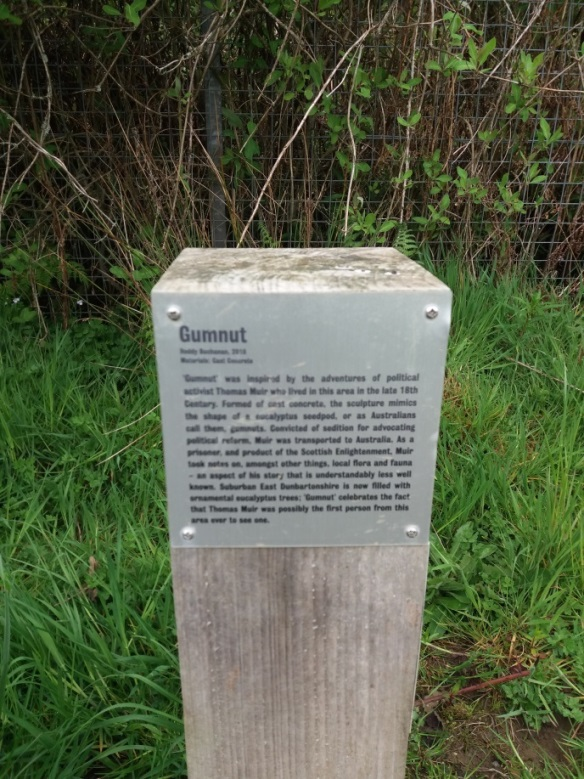 Gumnut
2010
Materials: Cast Concrete
'Gumnut' was inspired by the adventures of political
activist Thomas Muir who lived in this area in the late 18th
Century. Formed of cast concrete, the sculpture mimics
the shape of a eucalyptus seedpod, or as Australians
call them, gumnuts. Convicted of sedition for advocating
political reform, Muir was transported to Australia. As a
prisoner, and product of the Scottish Enlightenment, Muir
took notes on, amongst other things, local flora and fauna
- an aspect of his story that is understandably less well
known. Suburban East Dunbartonshire is now filled with
ornamental eucalyptus trees; 'Gumnut' celebrates the fact
that Thomas Muir was possibly the first person from this
area ever to see one.